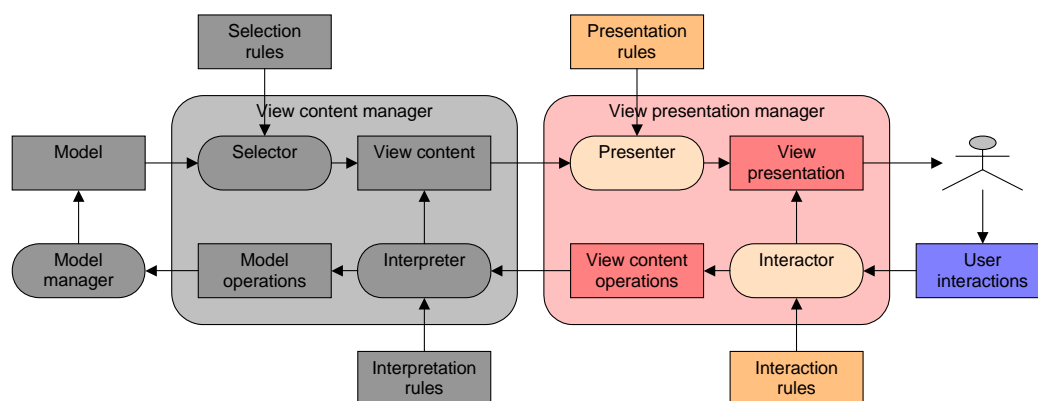 Selection
rules
Presentation
rules
View content manager
View presentation manager
Model
Selector
View content
Presenter
View
presentation
Model
manager
Model
operations
Interpreter
View content
operations
Interactor
User
interactions
Interpretation
rules
Interaction
rules